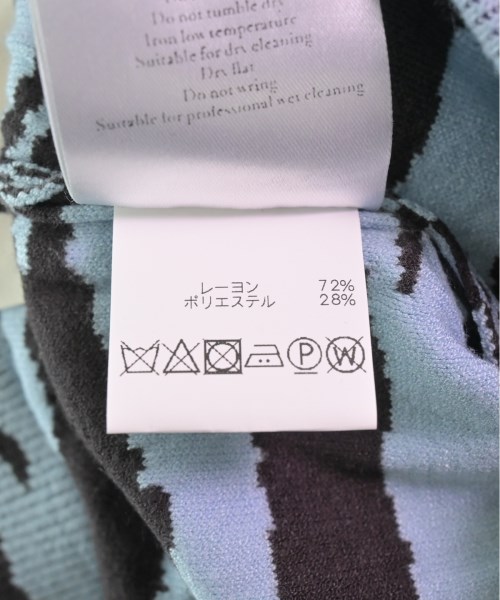 Do not tumble dry
Iron low temperature
Suitable for dry cleaning
Dry flat
Do not wring
Suitable for professional wet cleaning
レーヨン 72%
ポリエステル 28%
P W